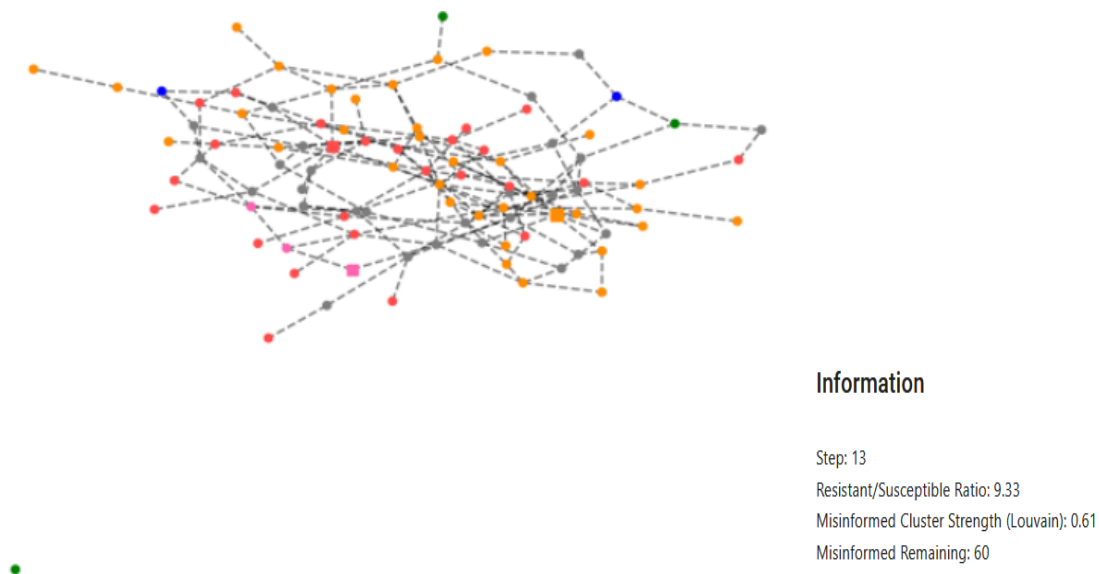 Information
Step: 13
Resistant/Susceptible Ratio: 9.33
Misinformed Cluster Strength (Louvain): 0.61
Misinformed Remaining: 60